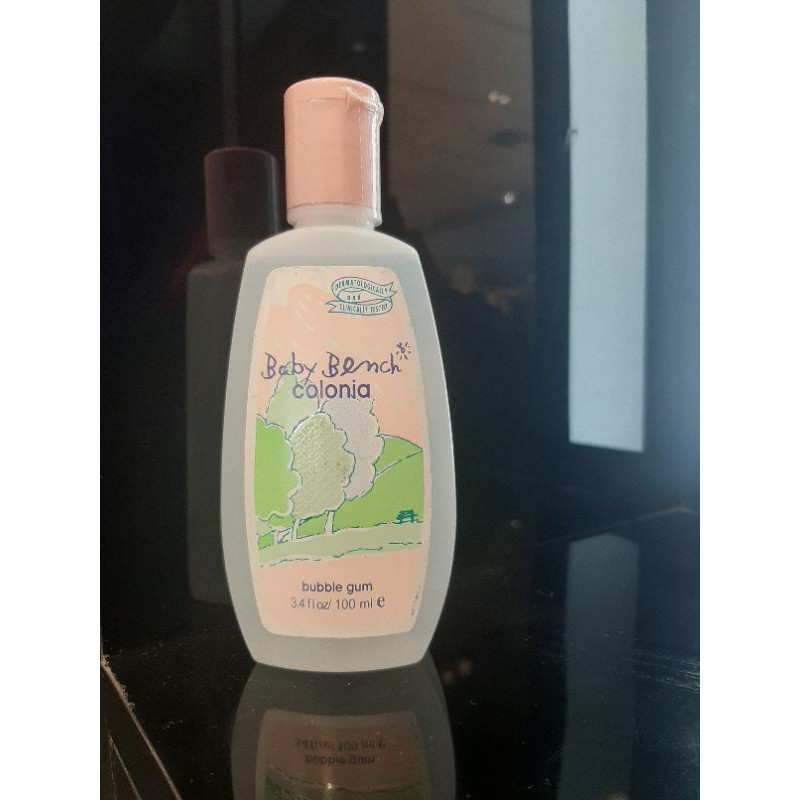 DERMATOLOGICALLY
and
CLINICALLY TESTED
Baby Bench
colonia
bubble gum
3.4 fl oz/ 100 ml e